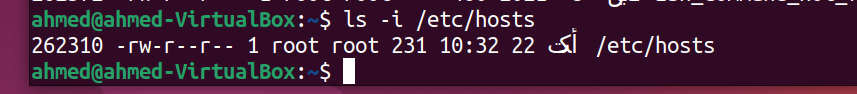 ahmed@ahmed-VirtualBox:~$ ls -i /etc/hosts
262310 -rw-r--r-- 1 root root 231 10:32 22 أكت /etc/hosts
ahmed@ahmed-VirtualBox:~$